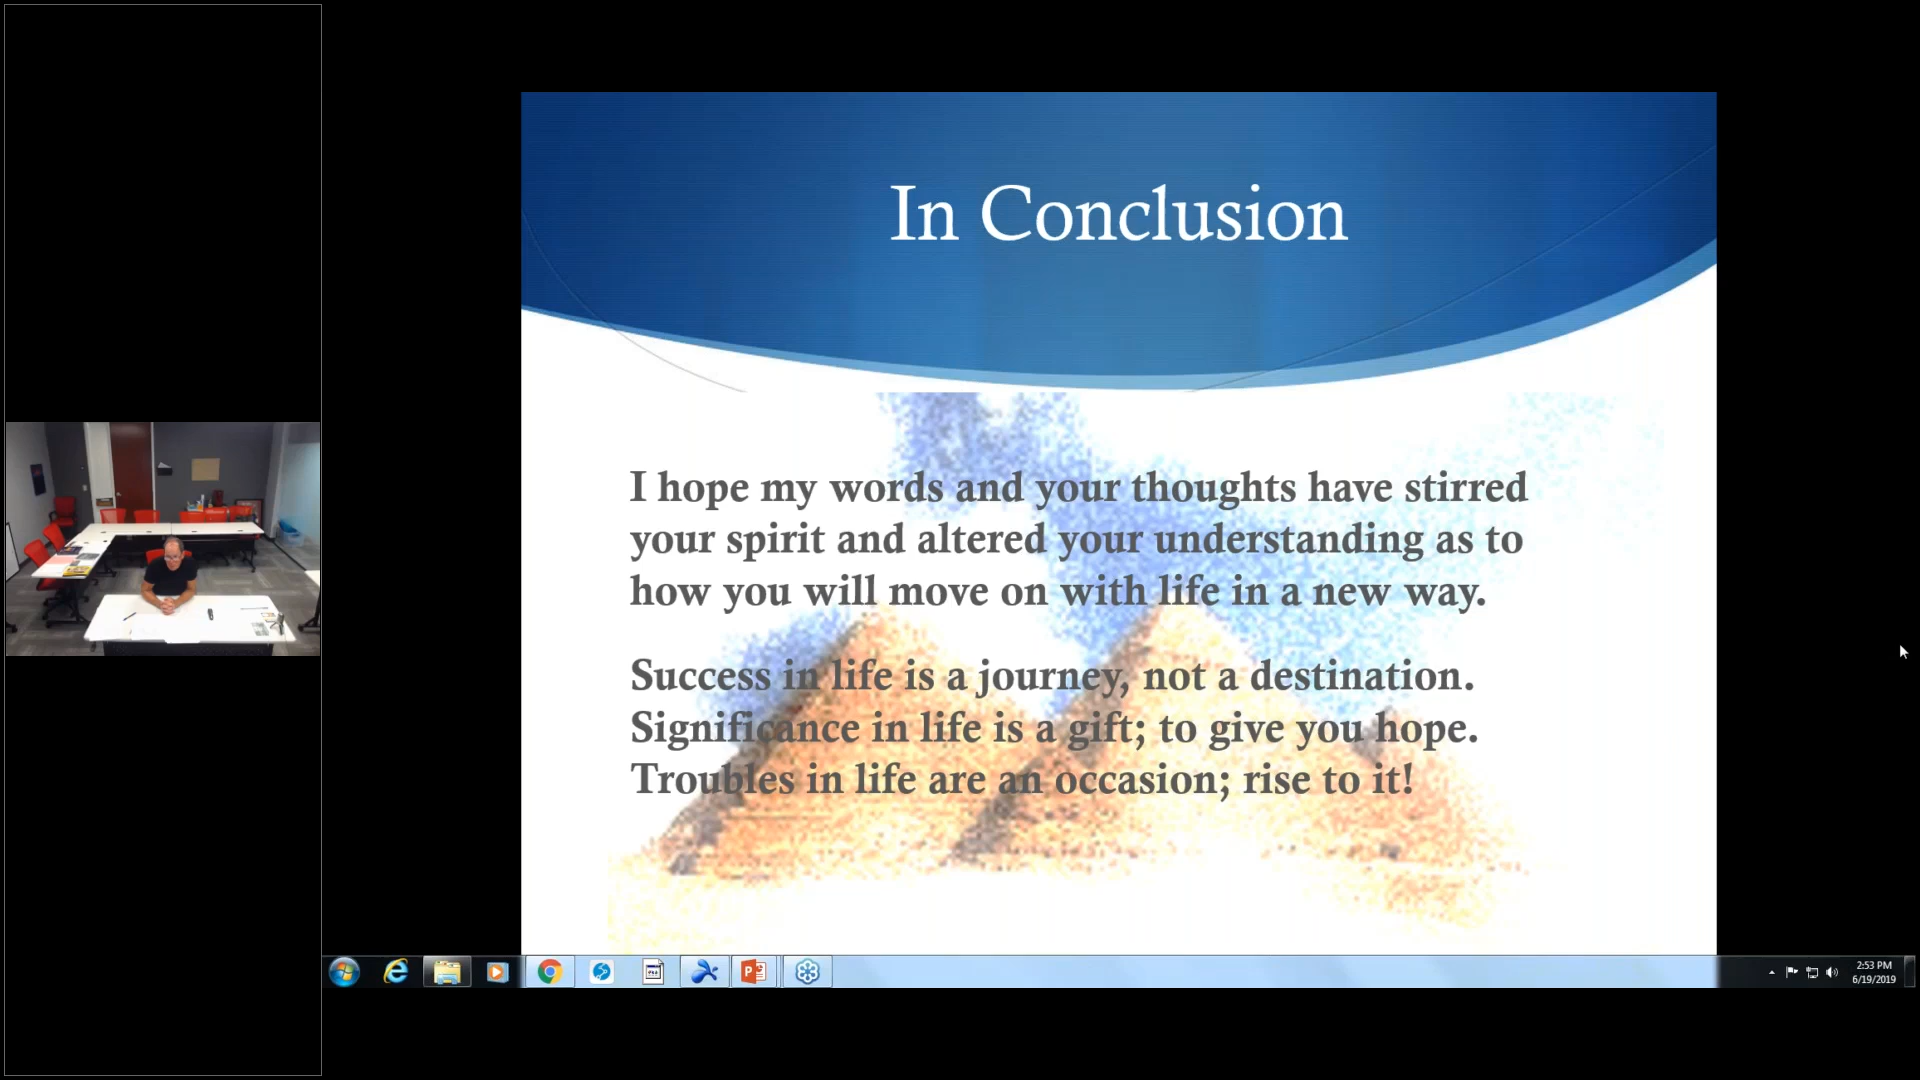 In Conclusion
I hope my words and your thoughts have stirred
your spirit and altered your understanding as to
how you will move on with life in a new way.
Success in life is a journey, not a destination.
Significance in life is a gift; to give you hope.
Troubles in life are an occasion; rise to it!
2:53 PM
6/19/2019